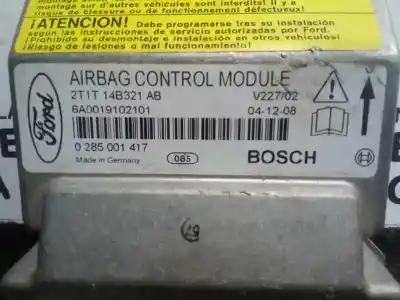 montage sur d'autres véhicules sont interdits! Il y a
risque de blessure ou de fonctionnement défectueux!
¡ATENCION! Debe programarse tras su instalación
según las instrucciones de servicio autorizadas por Ford.
¡Prohibido su desmontaje e instalación en otros vehiculos!
¡Riesgo de lesiones o mal funcionamiento!
Ford
AIRBAG CONTROL MODULE
2T1T 14B321 AB V227/02
6A0019102101 04-12-08
0 285 001 417
Made in Germany 085 BOSCH